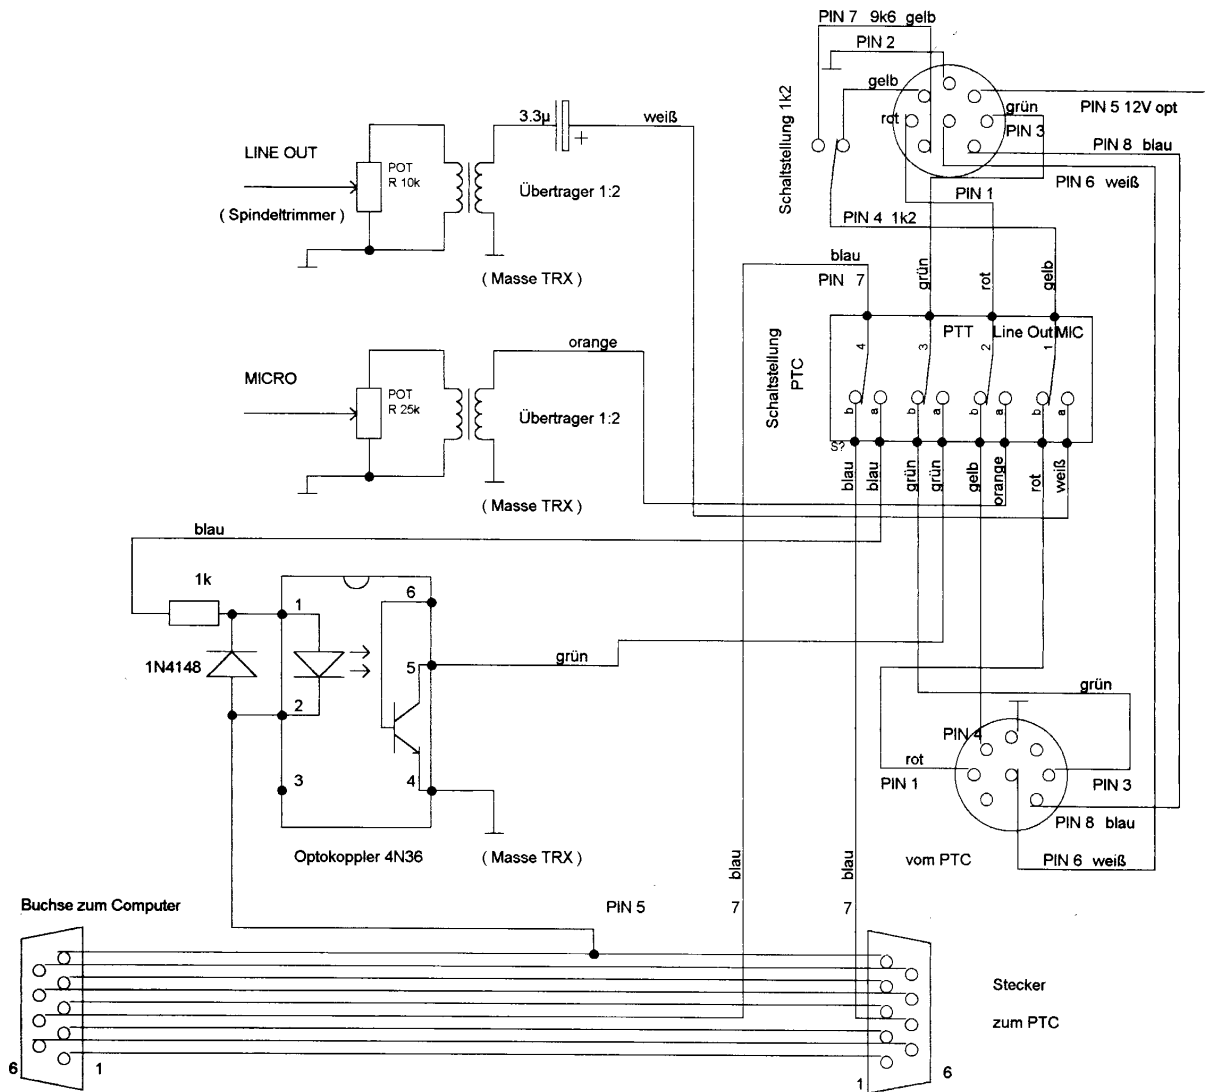 PIN 7 9k6 gelb
PIN 2
gelb
PIN 5 12V opt
rot
grün
PIN 3
PIN 8 blau
PIN 6 weiß
PIN 1
PIN 4 1k2
Schaltstellung 1k2
3.3µ
+
weiß
LINE OUT
POT
R 10k
( Spindeltrimmer )
Übertrager 1:2
( Masse TRX )
blau
PIN 7
grün
rot
gelb
PTT
Line Out
MIC
4
3
2
1
Schaltstellung
PTC
b
a
b
a
b
a
b
a
S?
blau
blau
grün
grün
gelb
orange
rot
weiß
orange
MICRO
POT
R 25k
Übertrager 1:2
( Masse TRX )
blau
1k
1
6
1N4148
5
grün
2
3
4
Optokoppler 4N36
( Masse TRX )
grün
PIN 4
rot
PIN 1
PIN 3
PIN 8 blau
vom PTC
PIN 6 weiß
blau
blau
Buchse zum Computer
PIN 5
7
7
Stecker
zum PTC
6
1
1
6